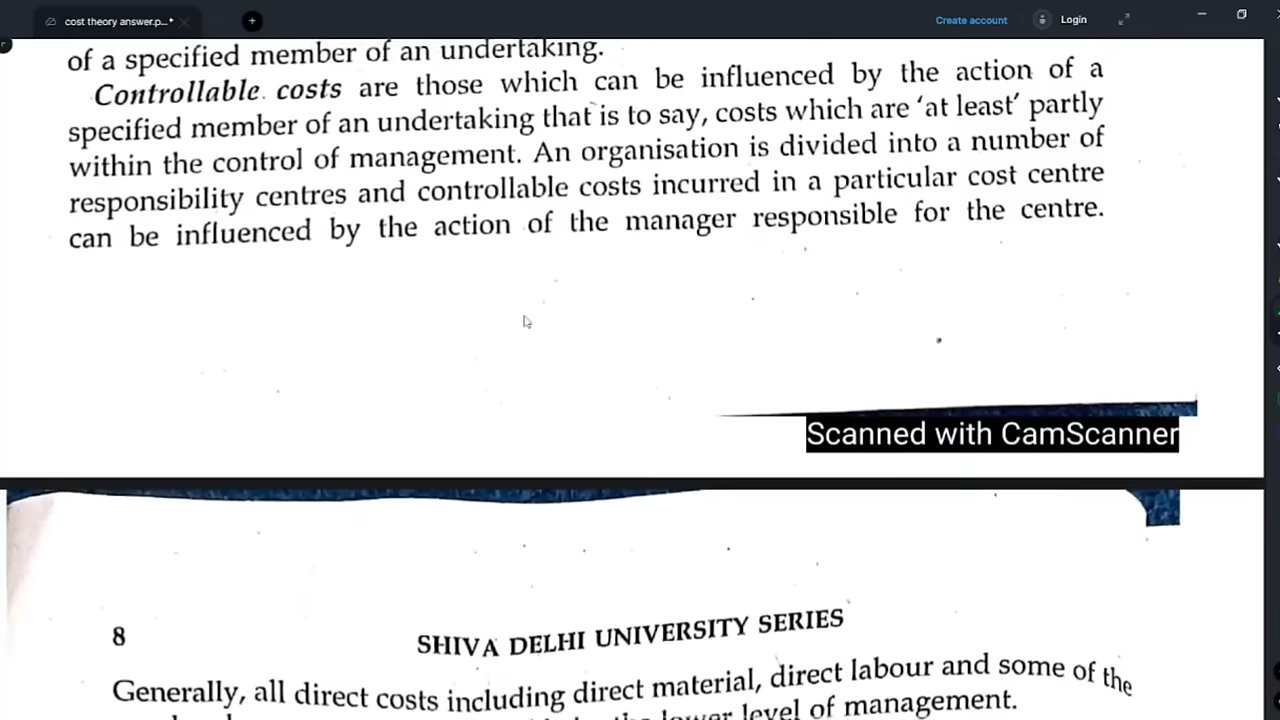 cost theory answer.p...*
Create account
Login
of a specified member of an undertaking.
Controllable costs are those which can be influenced by the action of a
specified member of an undertaking that is to say, costs which are ‘at least’ partly
within the control of management. An organisation is divided into a number of
responsibility centres and controllable costs incurred in a particular cost centre
can be influenced by the action of the manager responsible for the centre.
Scanned with CamScanner
8
SHIVA DELHI UNIVERSITY SERIES
Generally, all direct costs including direct material, direct labour and some of the
lower level of management.